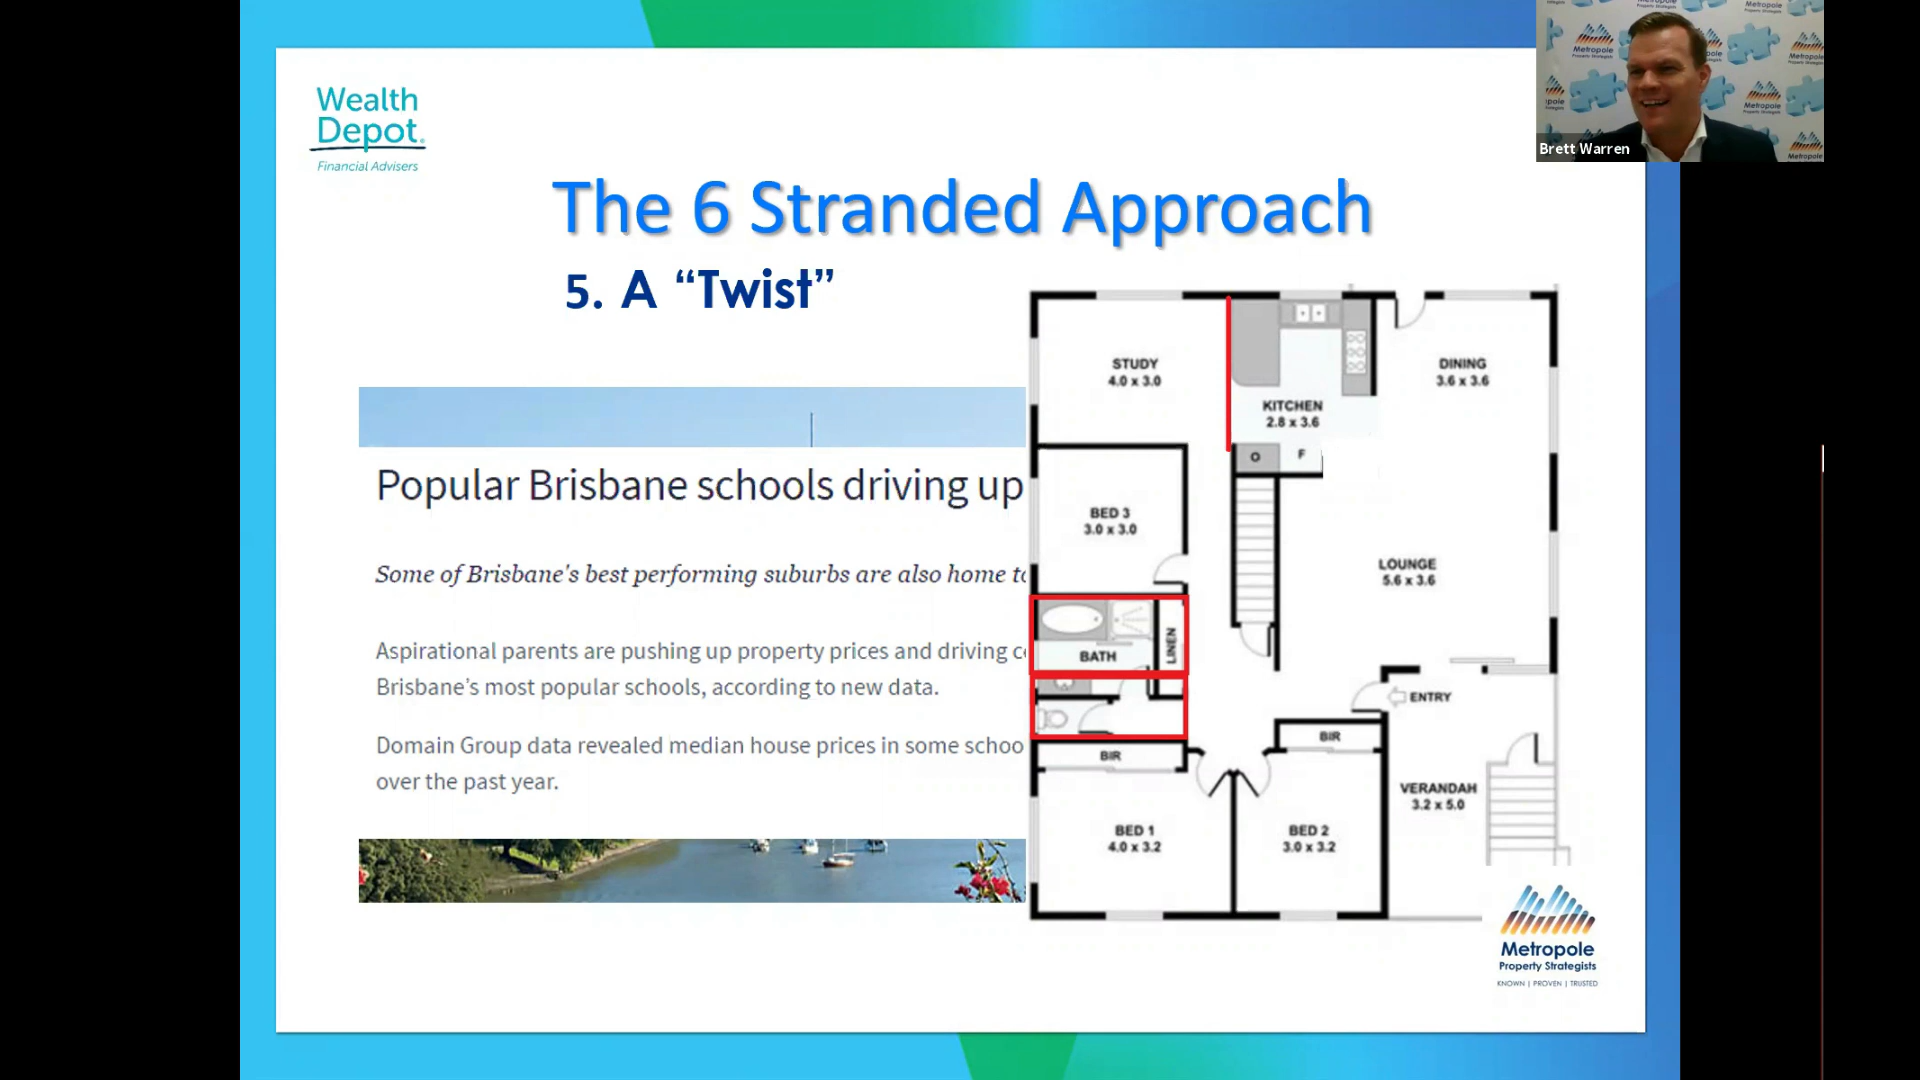 Wealth
Depot.
Financial Advisers
Metropole
Property Strategists
Brett Warren
The 6 Stranded Approach
5. A “Twist”
Popular Brisbane schools driving up
Some of Brisbane's best performing suburbs are also home to
Aspirational parents are pushing up property prices and driving c
Brisbane’s most popular schools, according to new data.
Domain Group data revealed median house prices in some schoo
over the past year.
STUDY
4.0 x 3.0
KITCHEN
2.8 x 3.6
DINING
3.6 x 3.6
O
F
BED 3
3.0 x 3.0
LOUNGE
5.6 x 3.6
BATH
LINEN
ENTRY
BIR
BIR
VERANDAH
3.2 x 5.0
BED 1
4.0 x 3.2
BED 2
3.0 x 3.2
Metropole
Property Strategists
KNOWN | PROVEN | TRUSTED